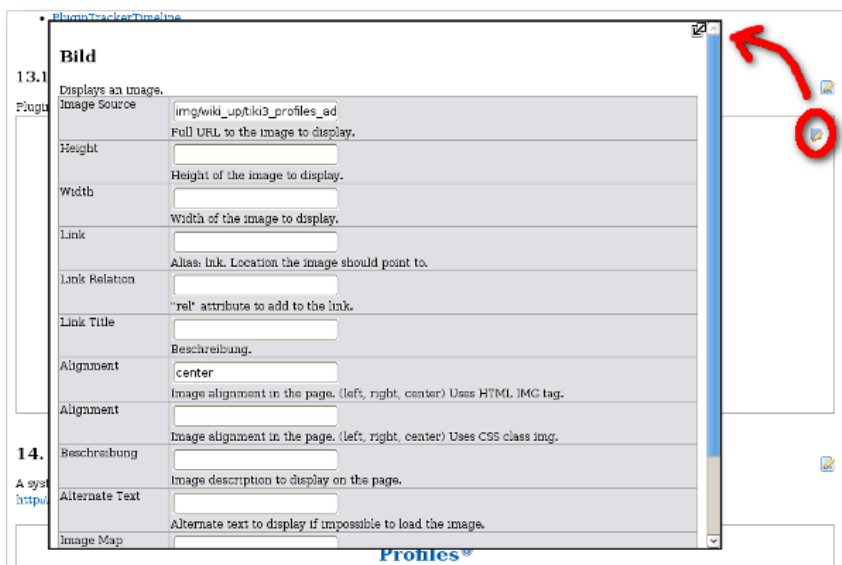 PluginTrackerTimeline
Bild
13.1
Displays an image.
Plugin
Image Source
img/wiki_up/tiki3_profiles_ad
Full URL to the image to display.
Height
Height of the image to display.
Width
Width of the image to display.
Link
Alias: lnk. Location the image should point to.
Link Relation
"rel" attribute to add to the link.
Link Title
Beschreibung.
Alignment
center
Image alignment in the page. (left, right, center) Uses HTML IMG tag.
Alignment
Image alignment in the page. (left, right, center) Uses CSS class img.
14.
Beschreibung
Image description to display on the page.
A syst
http:/
Alternate Text
Alternate text to display if impossible to load the image.
Image Map
Profiles®